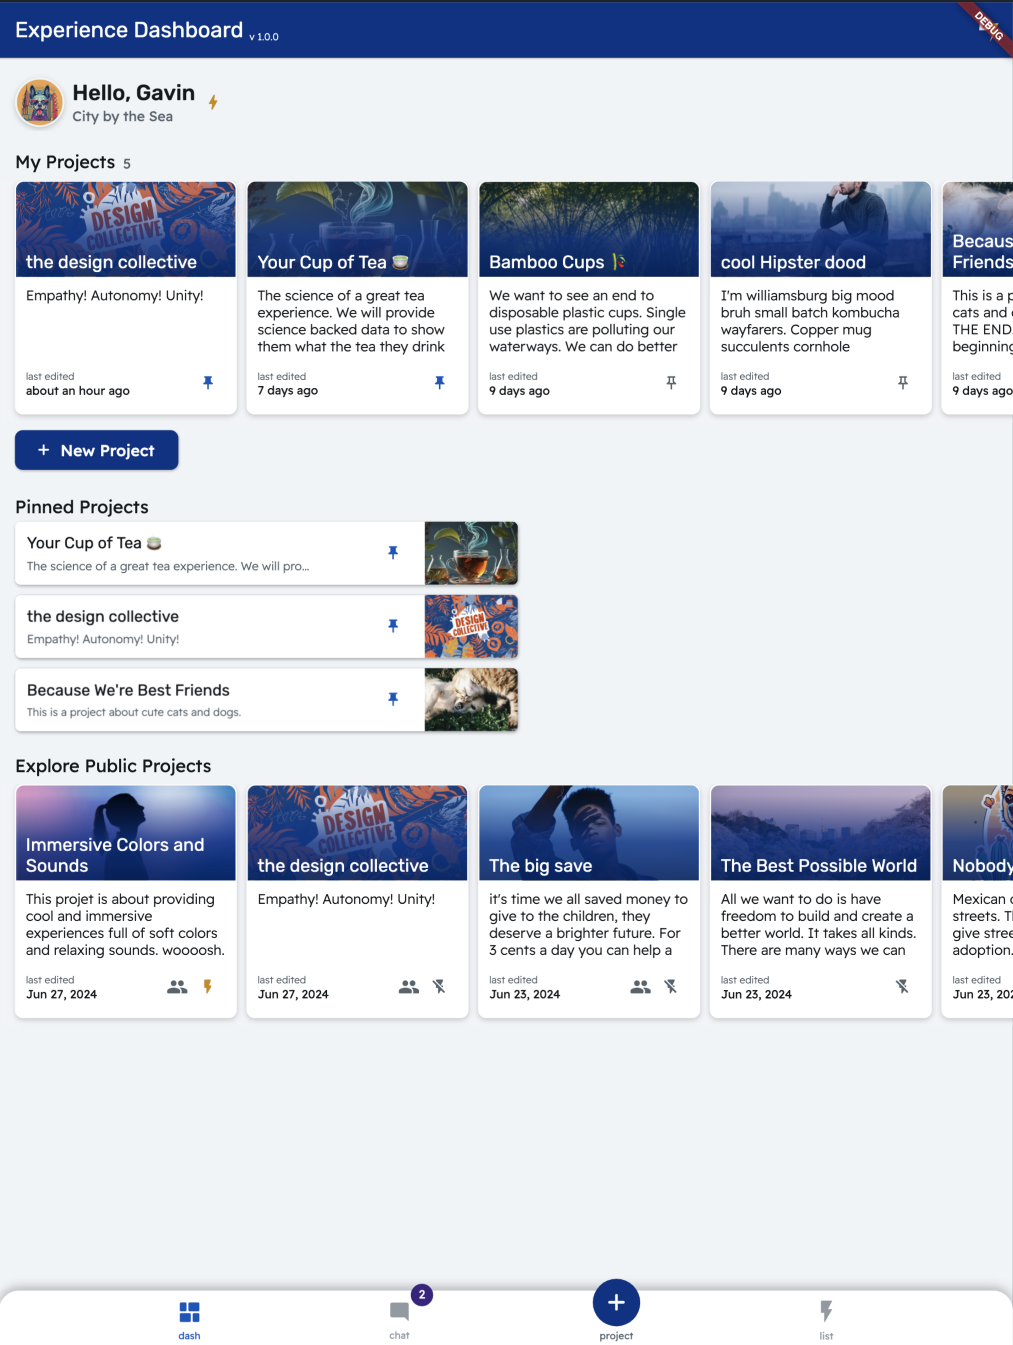 Experience Dashboard v 1.0.0
DEBUG
Hello, Gavin
City by the Sea
My Projects 5
DESIGN
COLLECTIVE
the design collective
Empathy! Autonomy! Unity!
last edited
about an hour ago
Your Cup of Tea 🍵
The science of a great tea
experience. We will provide
science backed data to show
them what the tea they drink
last edited
7 days ago
Bamboo Cups 🎋
We want to see an end to
disposable plastic cups. Single
use plastics are polluting our
waterways. We can do better
last edited
9 days ago
cool Hipster dood
I'm williamsburg big mood
bruh small batch kombucha
wayfarers. Copper mug
succulents cornhole
last edited
9 days ago
Becaus
Friends
This is a p
cats and
THE END.
beginning
last edited
9 days ago
+ New Project
Pinned Projects
Your Cup of Tea 🍵
The science of a great tea experience. We will pro...
the design collective
Empathy! Autonomy! Unity!
DESIGN
COLLECTIVE
Because We're Best Friends
This is a project about cute cats and dogs.
Explore Public Projects
Immersive Colors and
Sounds
This projet is about providing
cool and immersive
experiences full of soft colors
and relaxing sounds. woooosh.
last edited
Jun 27, 2024
DESIGN
COLLECTIVE
the design collective
Empathy! Autonomy! Unity!
last edited
Jun 27, 2024
The big save
it's time we all saved money to
give to the children, they
deserve a brighter future. For
3 cents a day you can help a
last edited
Jun 23, 2024
The Best Possible World
All we want to do is have
freedom to build and create a
better world. It takes all kinds.
There are many ways we can
last edited
Jun 23, 2024
Nobody
Mexican
streets. T
give stree
adoption.
last edited
Jun 23, 202
dash
chat
2
project
list